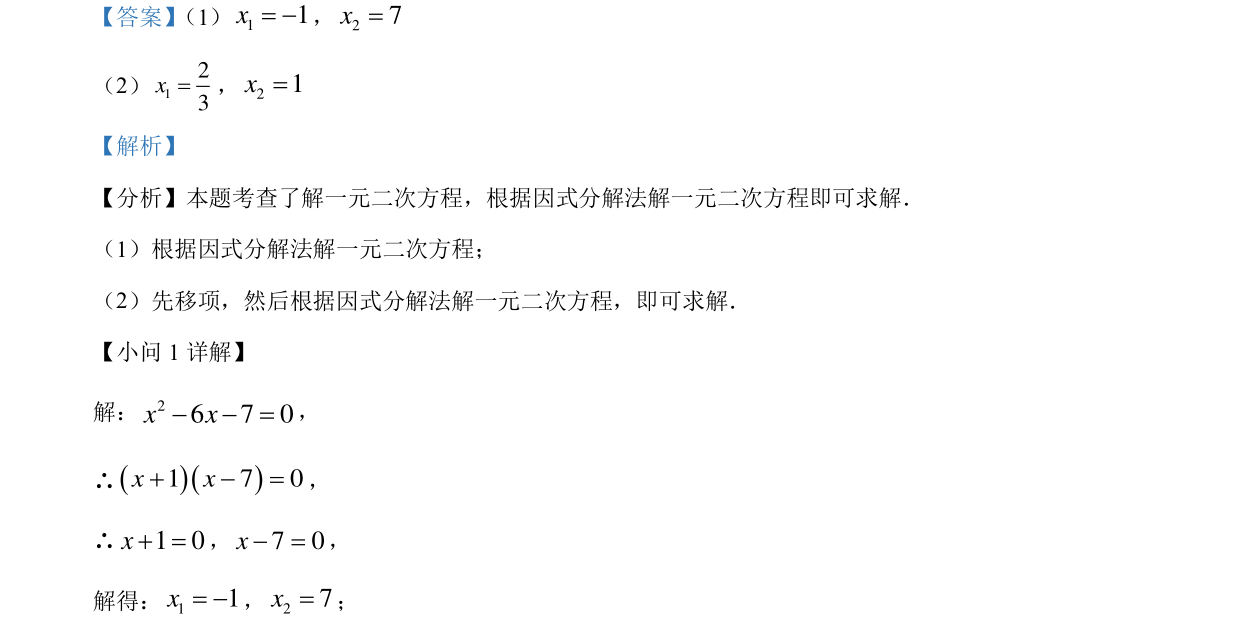 【答案】（1）x₁ = −1，x₂ = 7
（2）x₁ = 2/3，x₂ = 1
【解析】
【分析】本题考查了解一元二次方程，根据因式分解法解一元二次方程即可求解．
（1）根据因式分解法解一元二次方程；
（2）先移项，然后根据因式分解法解一元二次方程，即可求解．
【小问 1 详解】
解：x² − 6x − 7 = 0，
∴(x + 1)(x − 7) = 0，
∴x + 1 = 0，x − 7 = 0，
解得：x₁ = −1，x₂ = 7；